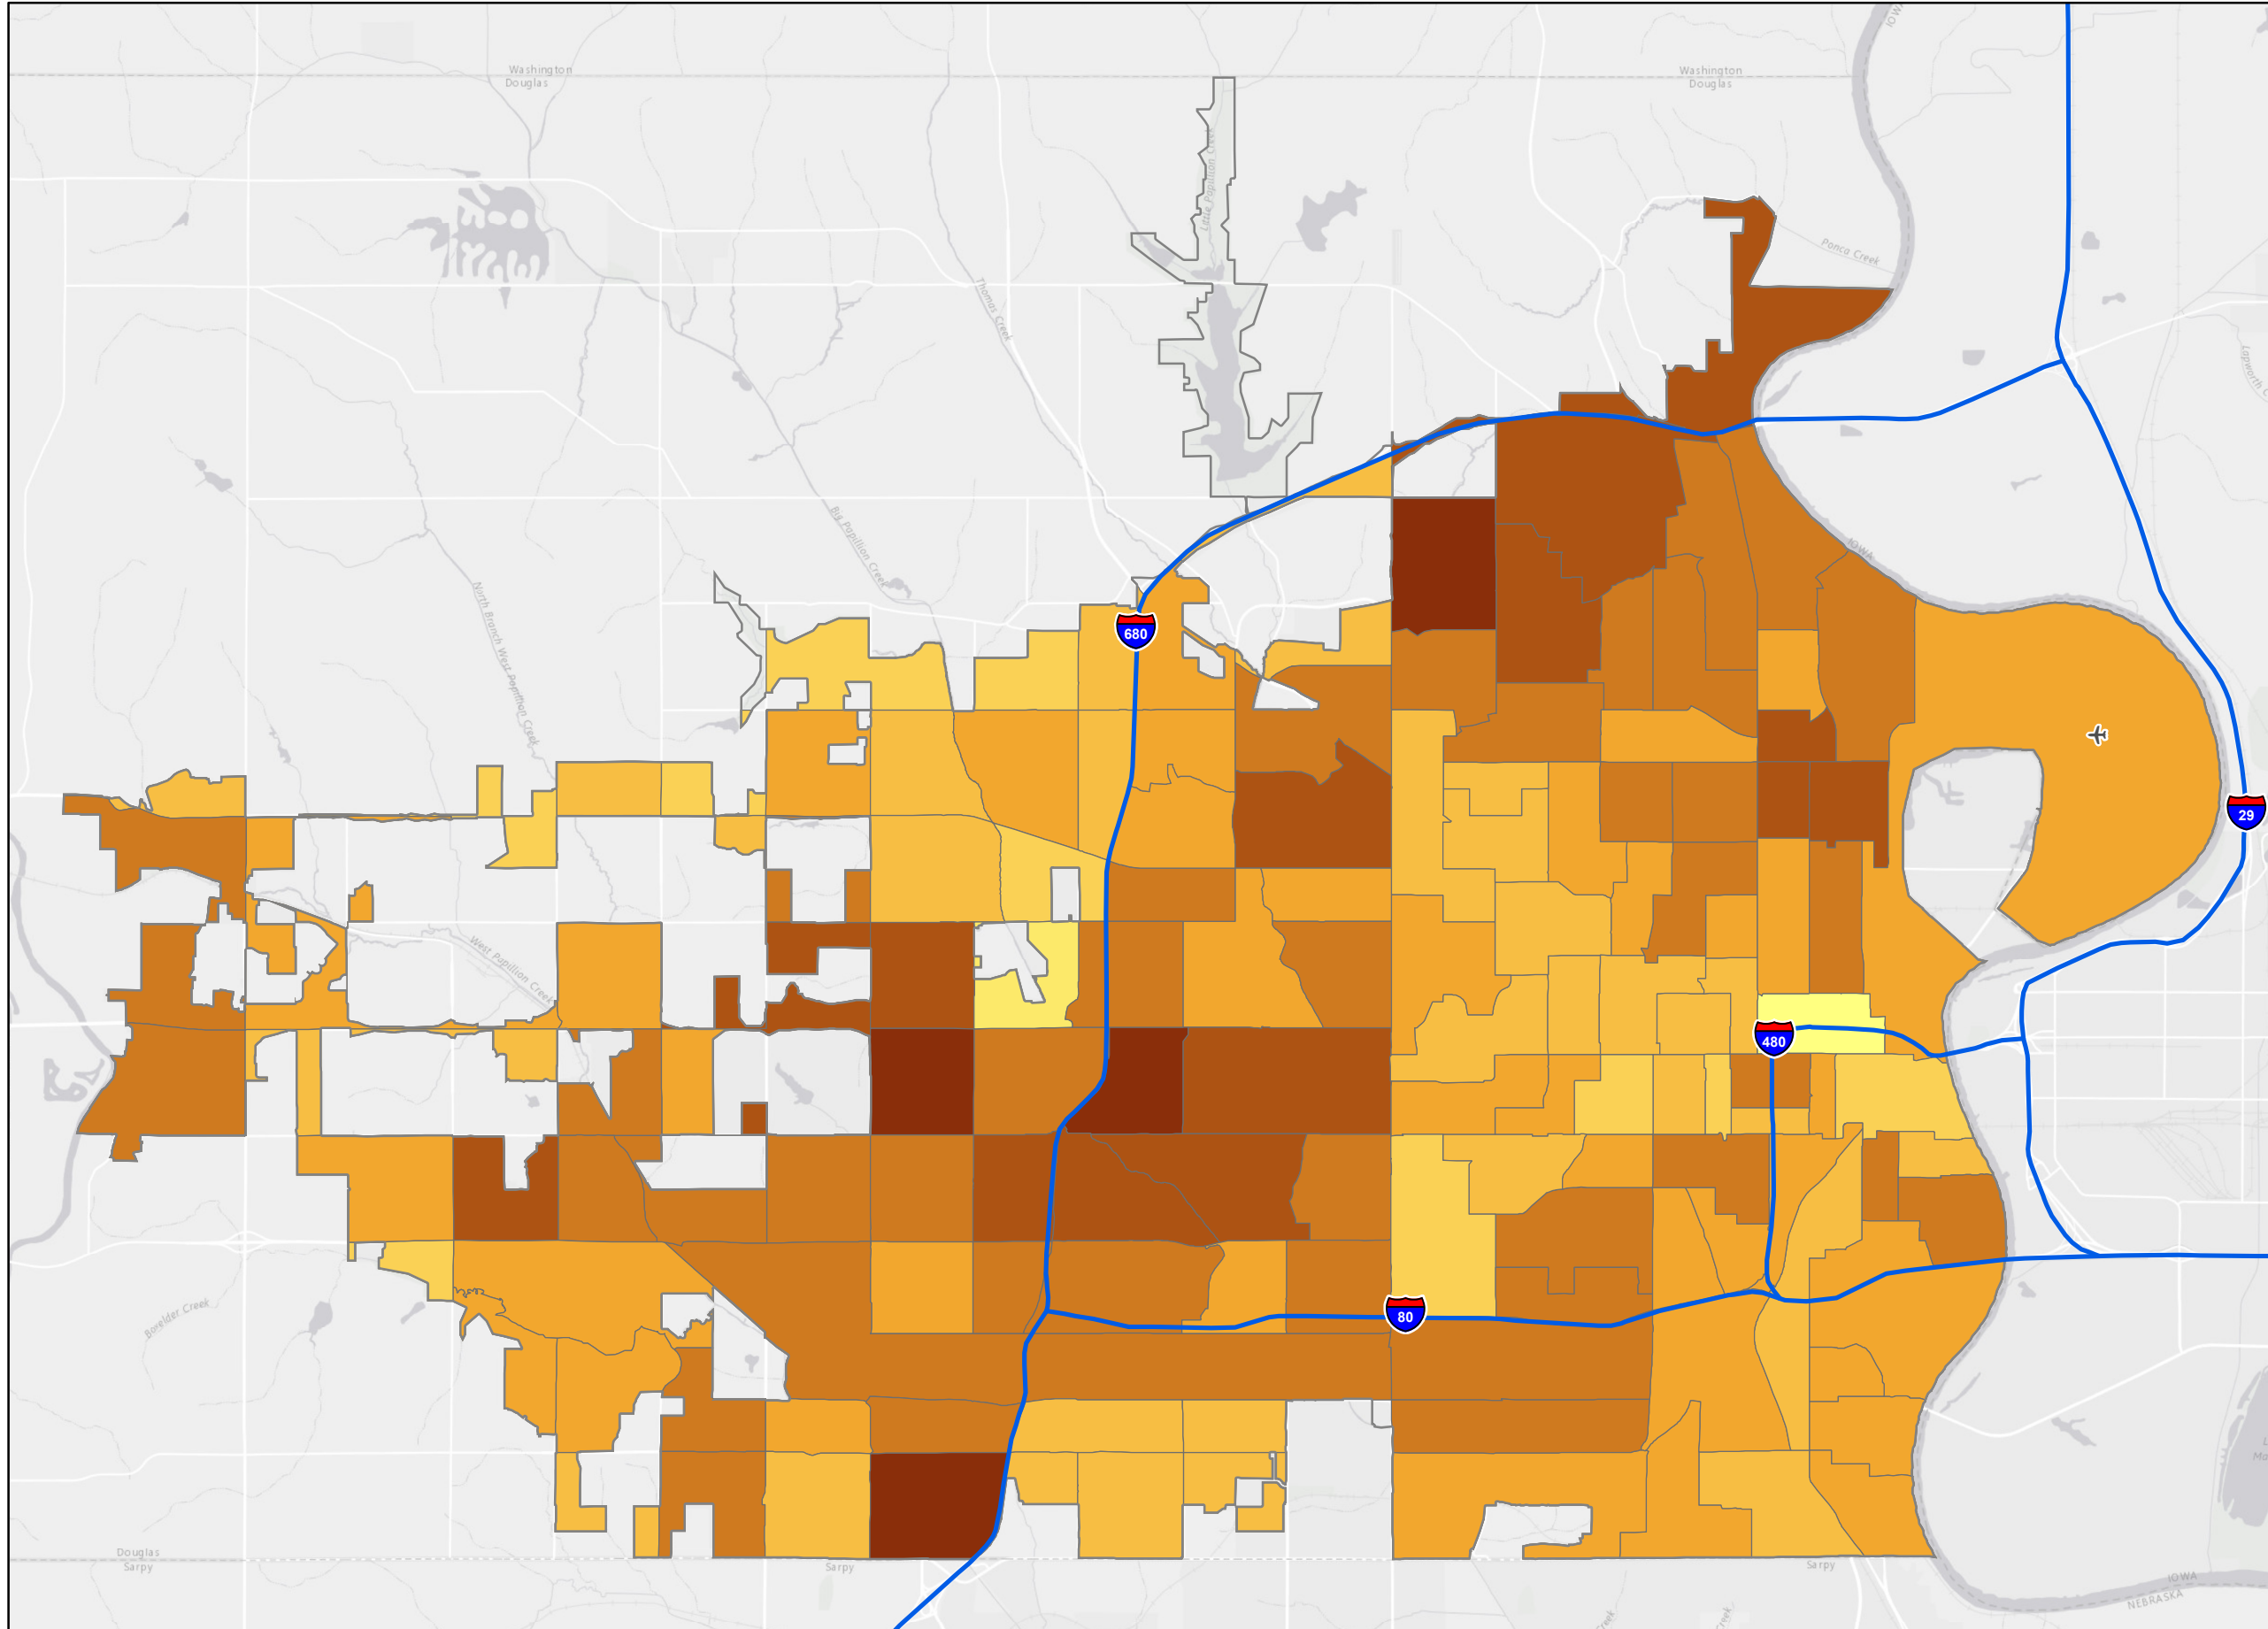 IOWA
Washington
Douglas
Washington
Douglas
Little Papillion Creek
Ponca Creek
Thomas Creek
Big Papillion Creek
IOWA
North Branch West Papillion Creek
680
29
West Papillion Creek
480
Boxelder Creek
80
Douglas
Sarpy
Sarpy
Sarpy
IOWA
NEBRASKA